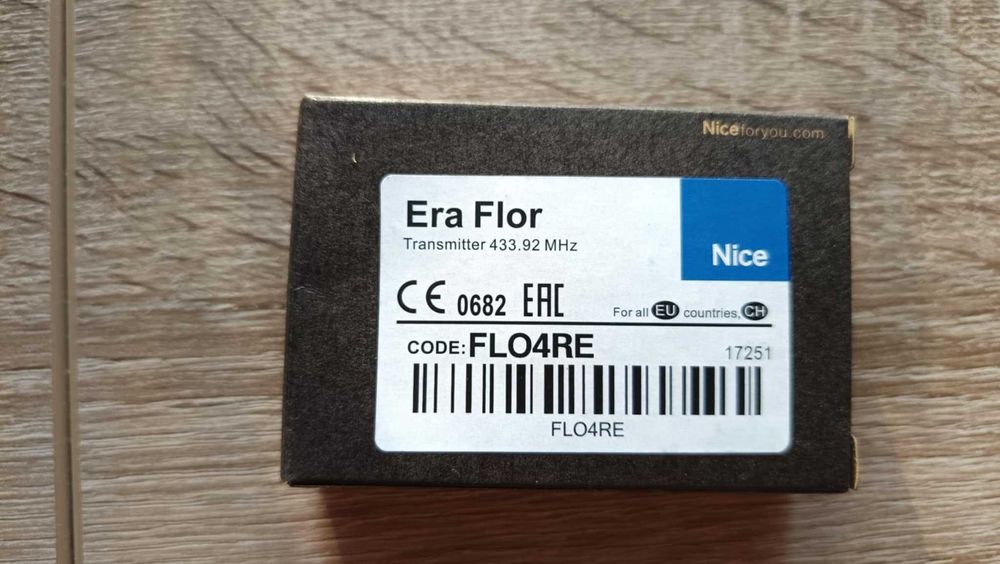 Niceforyou.com
Era Flor
Transmitter 433.92 MHz
Nice
CE 0682 EAC
For all EU countries, CH
CODE: FLO4RE
17251
FLO4RE